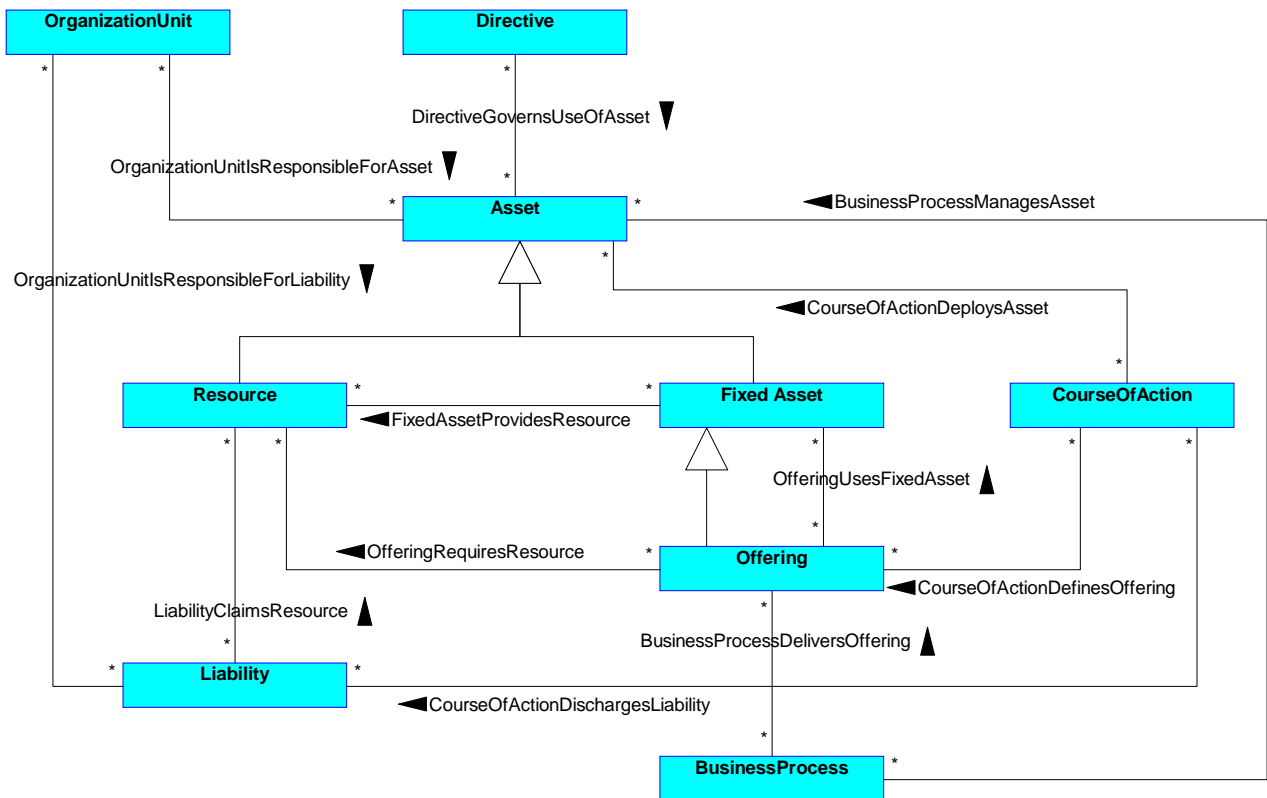 OrganizationUnit
Directive
*
*
*
DirectiveGovernsUseOfAsset
OrganizationUnitIsResponsibleForAsset
*
*
*
BusinessProcessManagesAsset
Asset
*
OrganizationUnitIsResponsibleForLiability
CourseOfActionDeploysAsset
*
Resource
*
*
Fixed Asset
CourseOfAction
FixedAssetProvidesResource
*
*
*
*
*
OfferingUsesFixedAsset
*
OfferingRequiresResource
*
Offering
*
CourseOfActionDefinesOffering
*
LiabilityClaimsResource
*
BusinessProcessDeliversOffering
*
Liability
*
CourseOfActionDischargesLiability
*
BusinessProcess
*